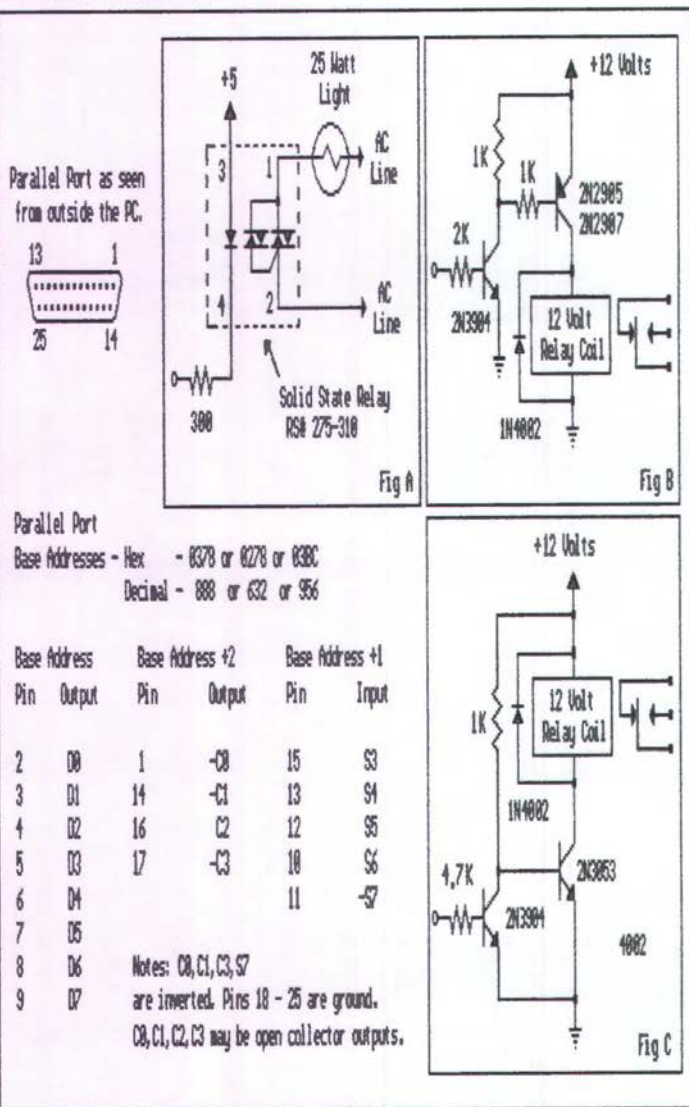 Parallel Port as seen
from outside the PC.
13 1
25 14
+5
25 Watt
Light
AC
Line
3 1
4 2
AC
Line
300
Solid State Relay
RS# 275-310
Fig A
+12 Volts
1K
1K
2N2905
2N2907
2K
2N3904
12 Volt
Relay Coil
1N4002
Fig B
Parallel Port
Base Addresses - Hex - 0378 or 0278 or 03BC
Decimal - 888 or 632 or 956
Base Address Base Address +2 Base Address +1
Pin Output Pin Output Pin Input
2 D0 1 -C0 15 S3
3 D1 14 -C1 13 S4
4 D2 16 C2 12 S5
5 D3 17 -C3 10 S6
6 D4 11 -S7
7 D5
8 D6 Notes: C0,C1,C3,S7
9 D7 are inverted. Pins 18 - 25 are ground.
C0,C1,C2,C3 may be open collector outputs.
+12 Volts
1K
12 Volt
Relay Coil
1N4002
4.7K
2N3904
2N3053
4002
Fig C